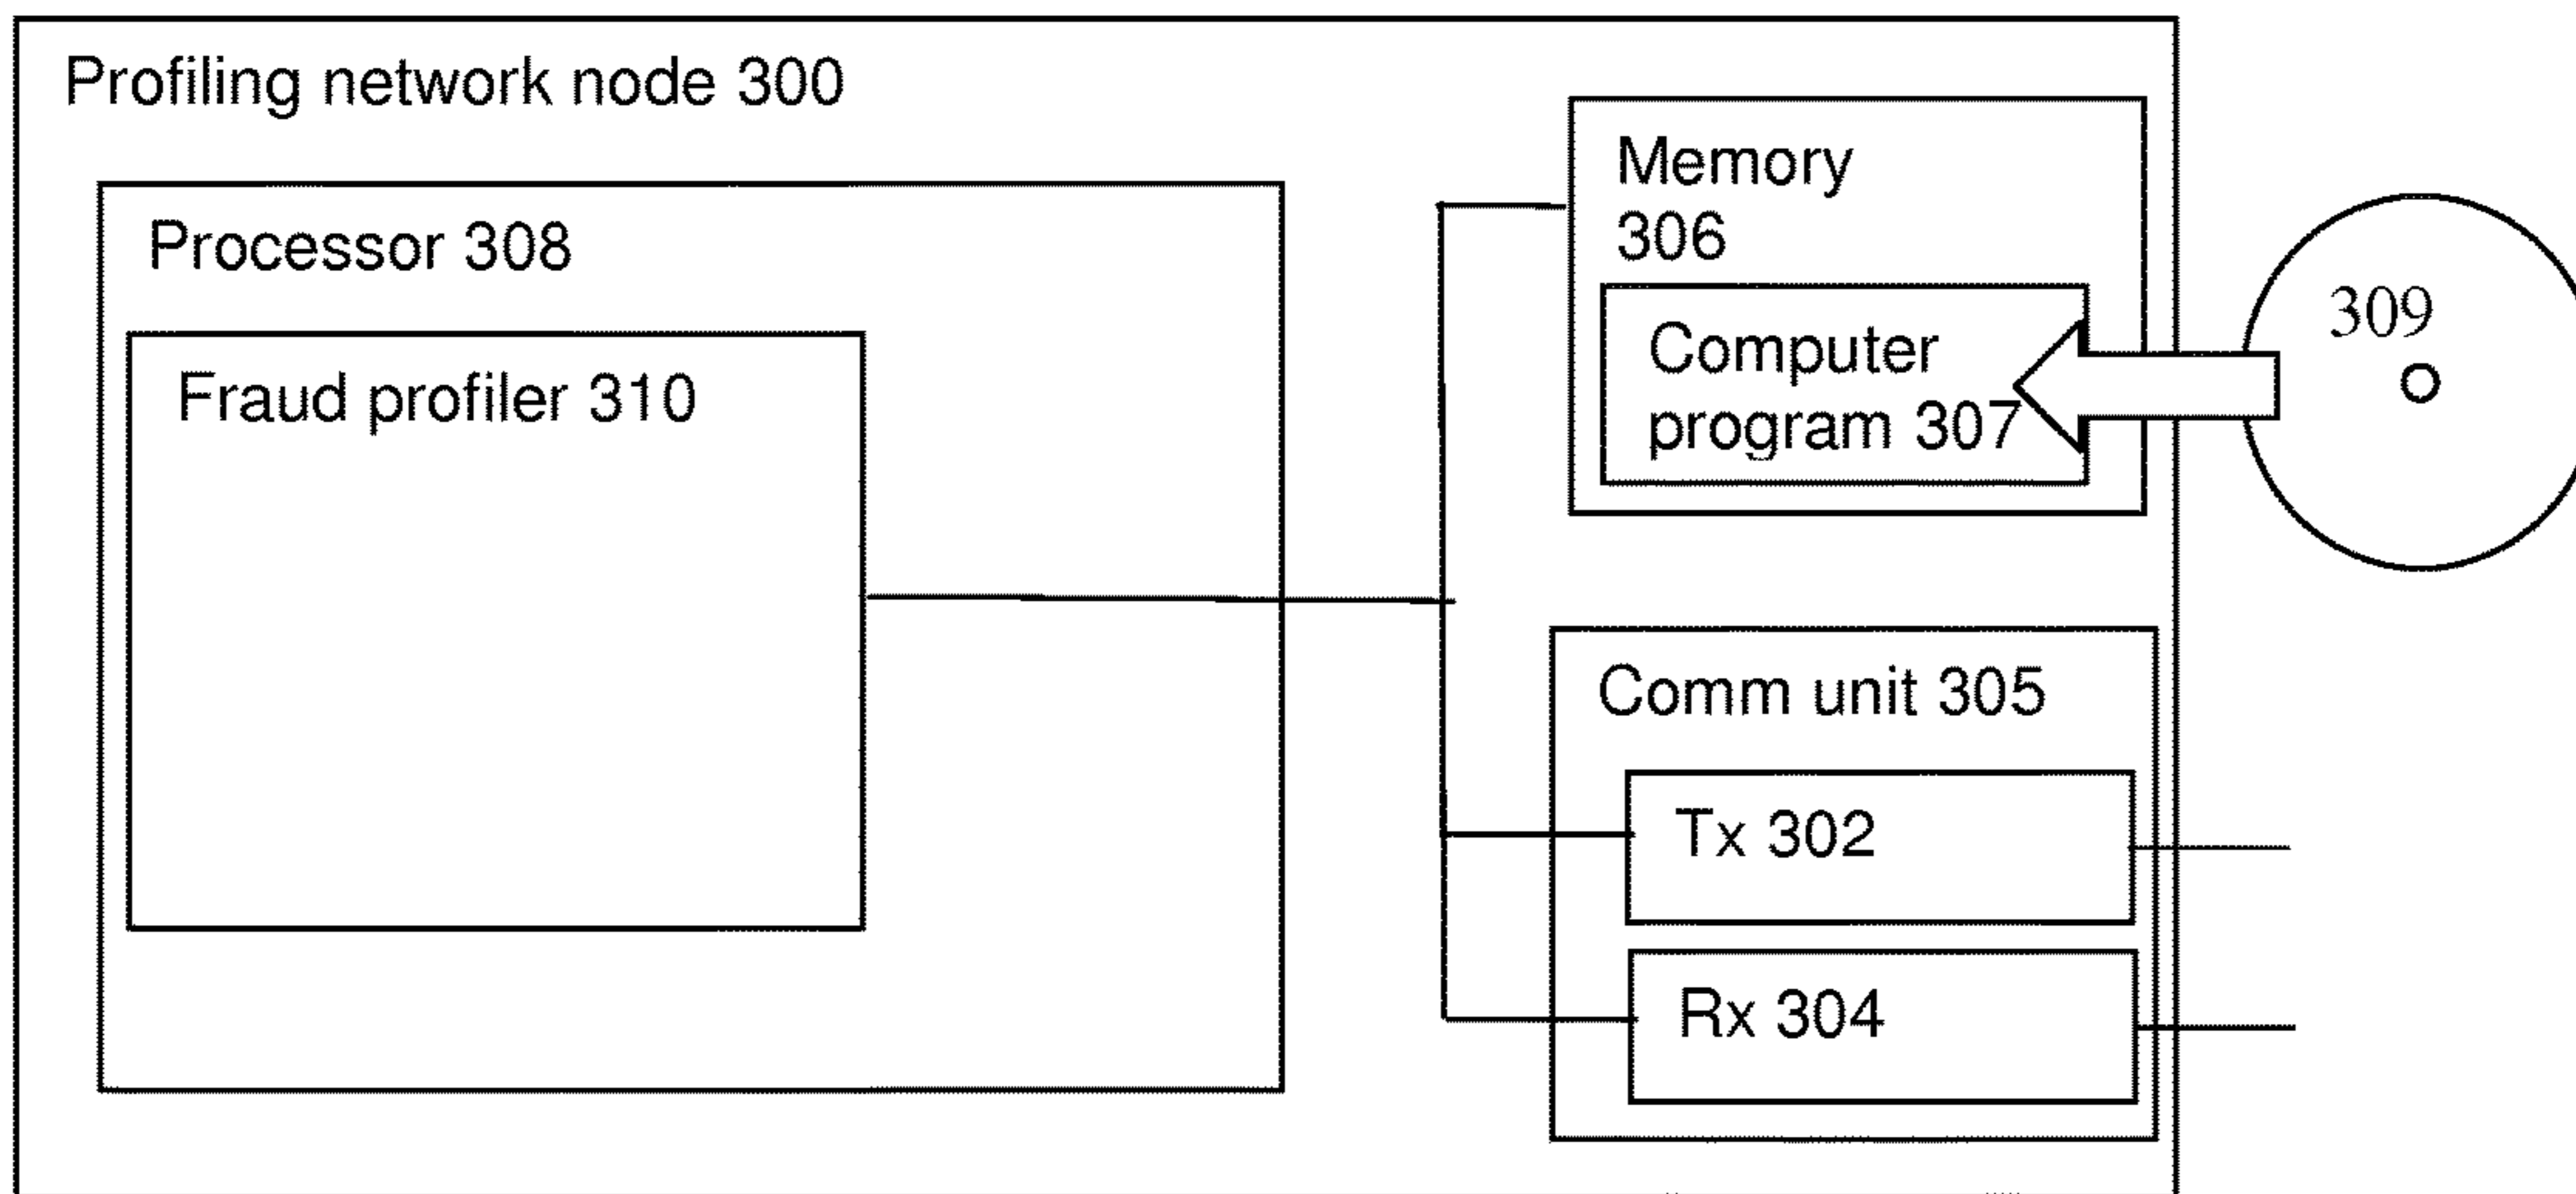 Profiling network node 300
Processor 308
Fraud profiler 310
Memory
306
Computer
program 307
309
Comm unit 305
Tx 302
Rx 304